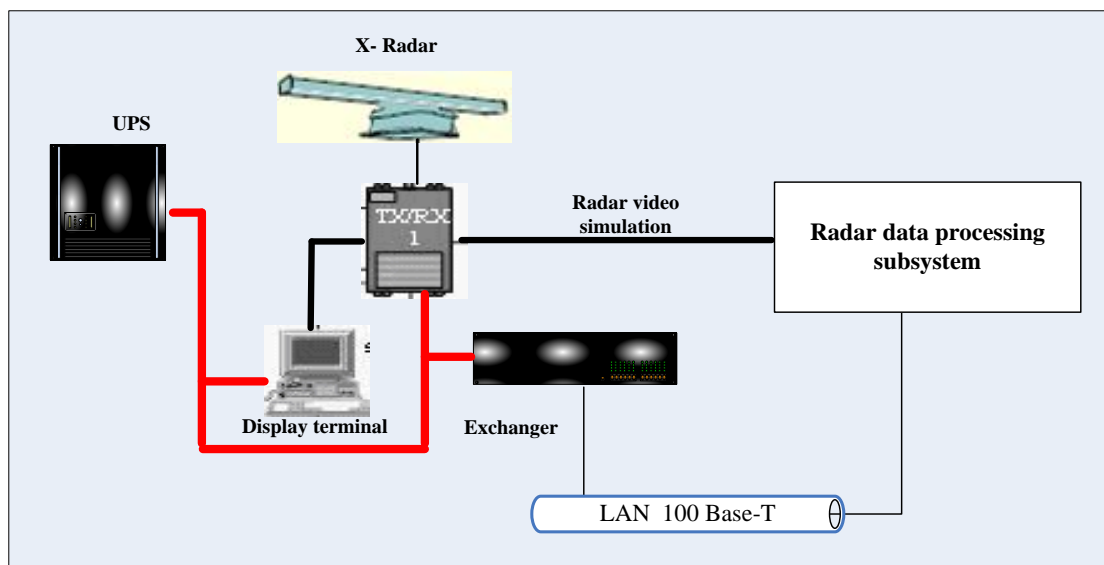 X- Radar
UPS
TX/RX
1
Radar video
simulation
Radar data processing
subsystem
Display terminal
Exchanger
LAN 100 Base-T